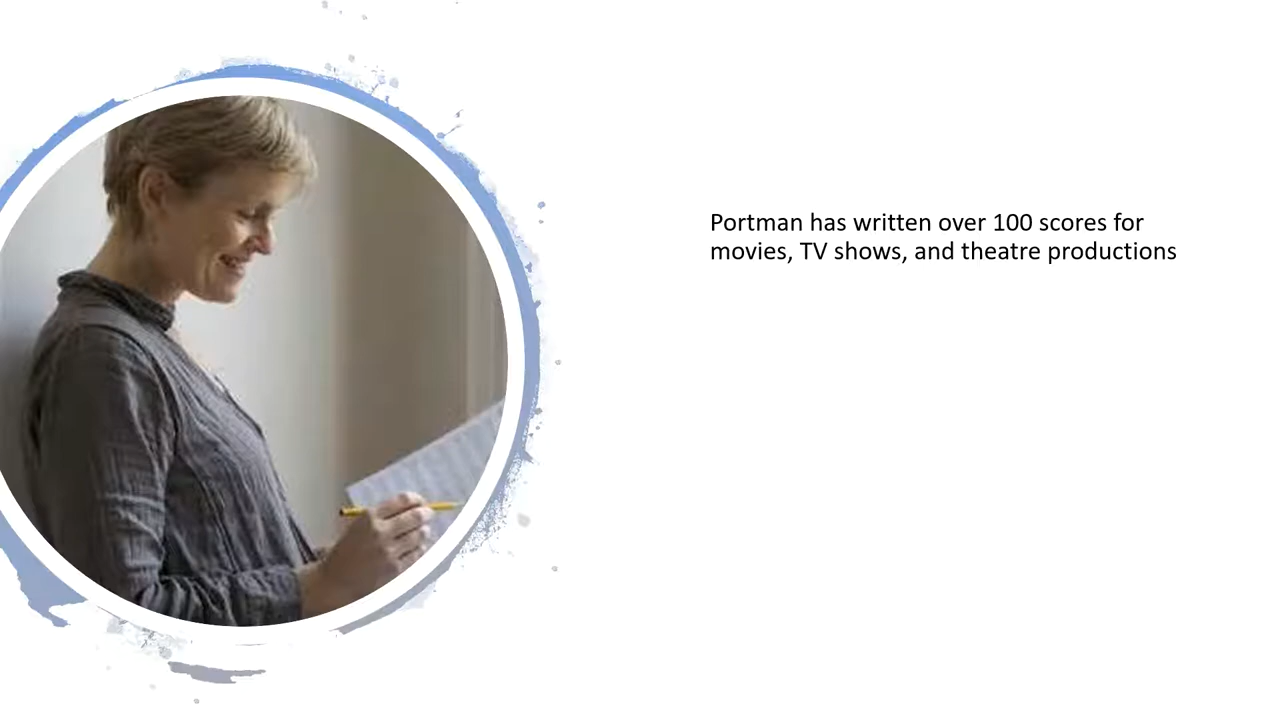 Portman has written over 100 scores for
movies, TV shows, and theatre productions